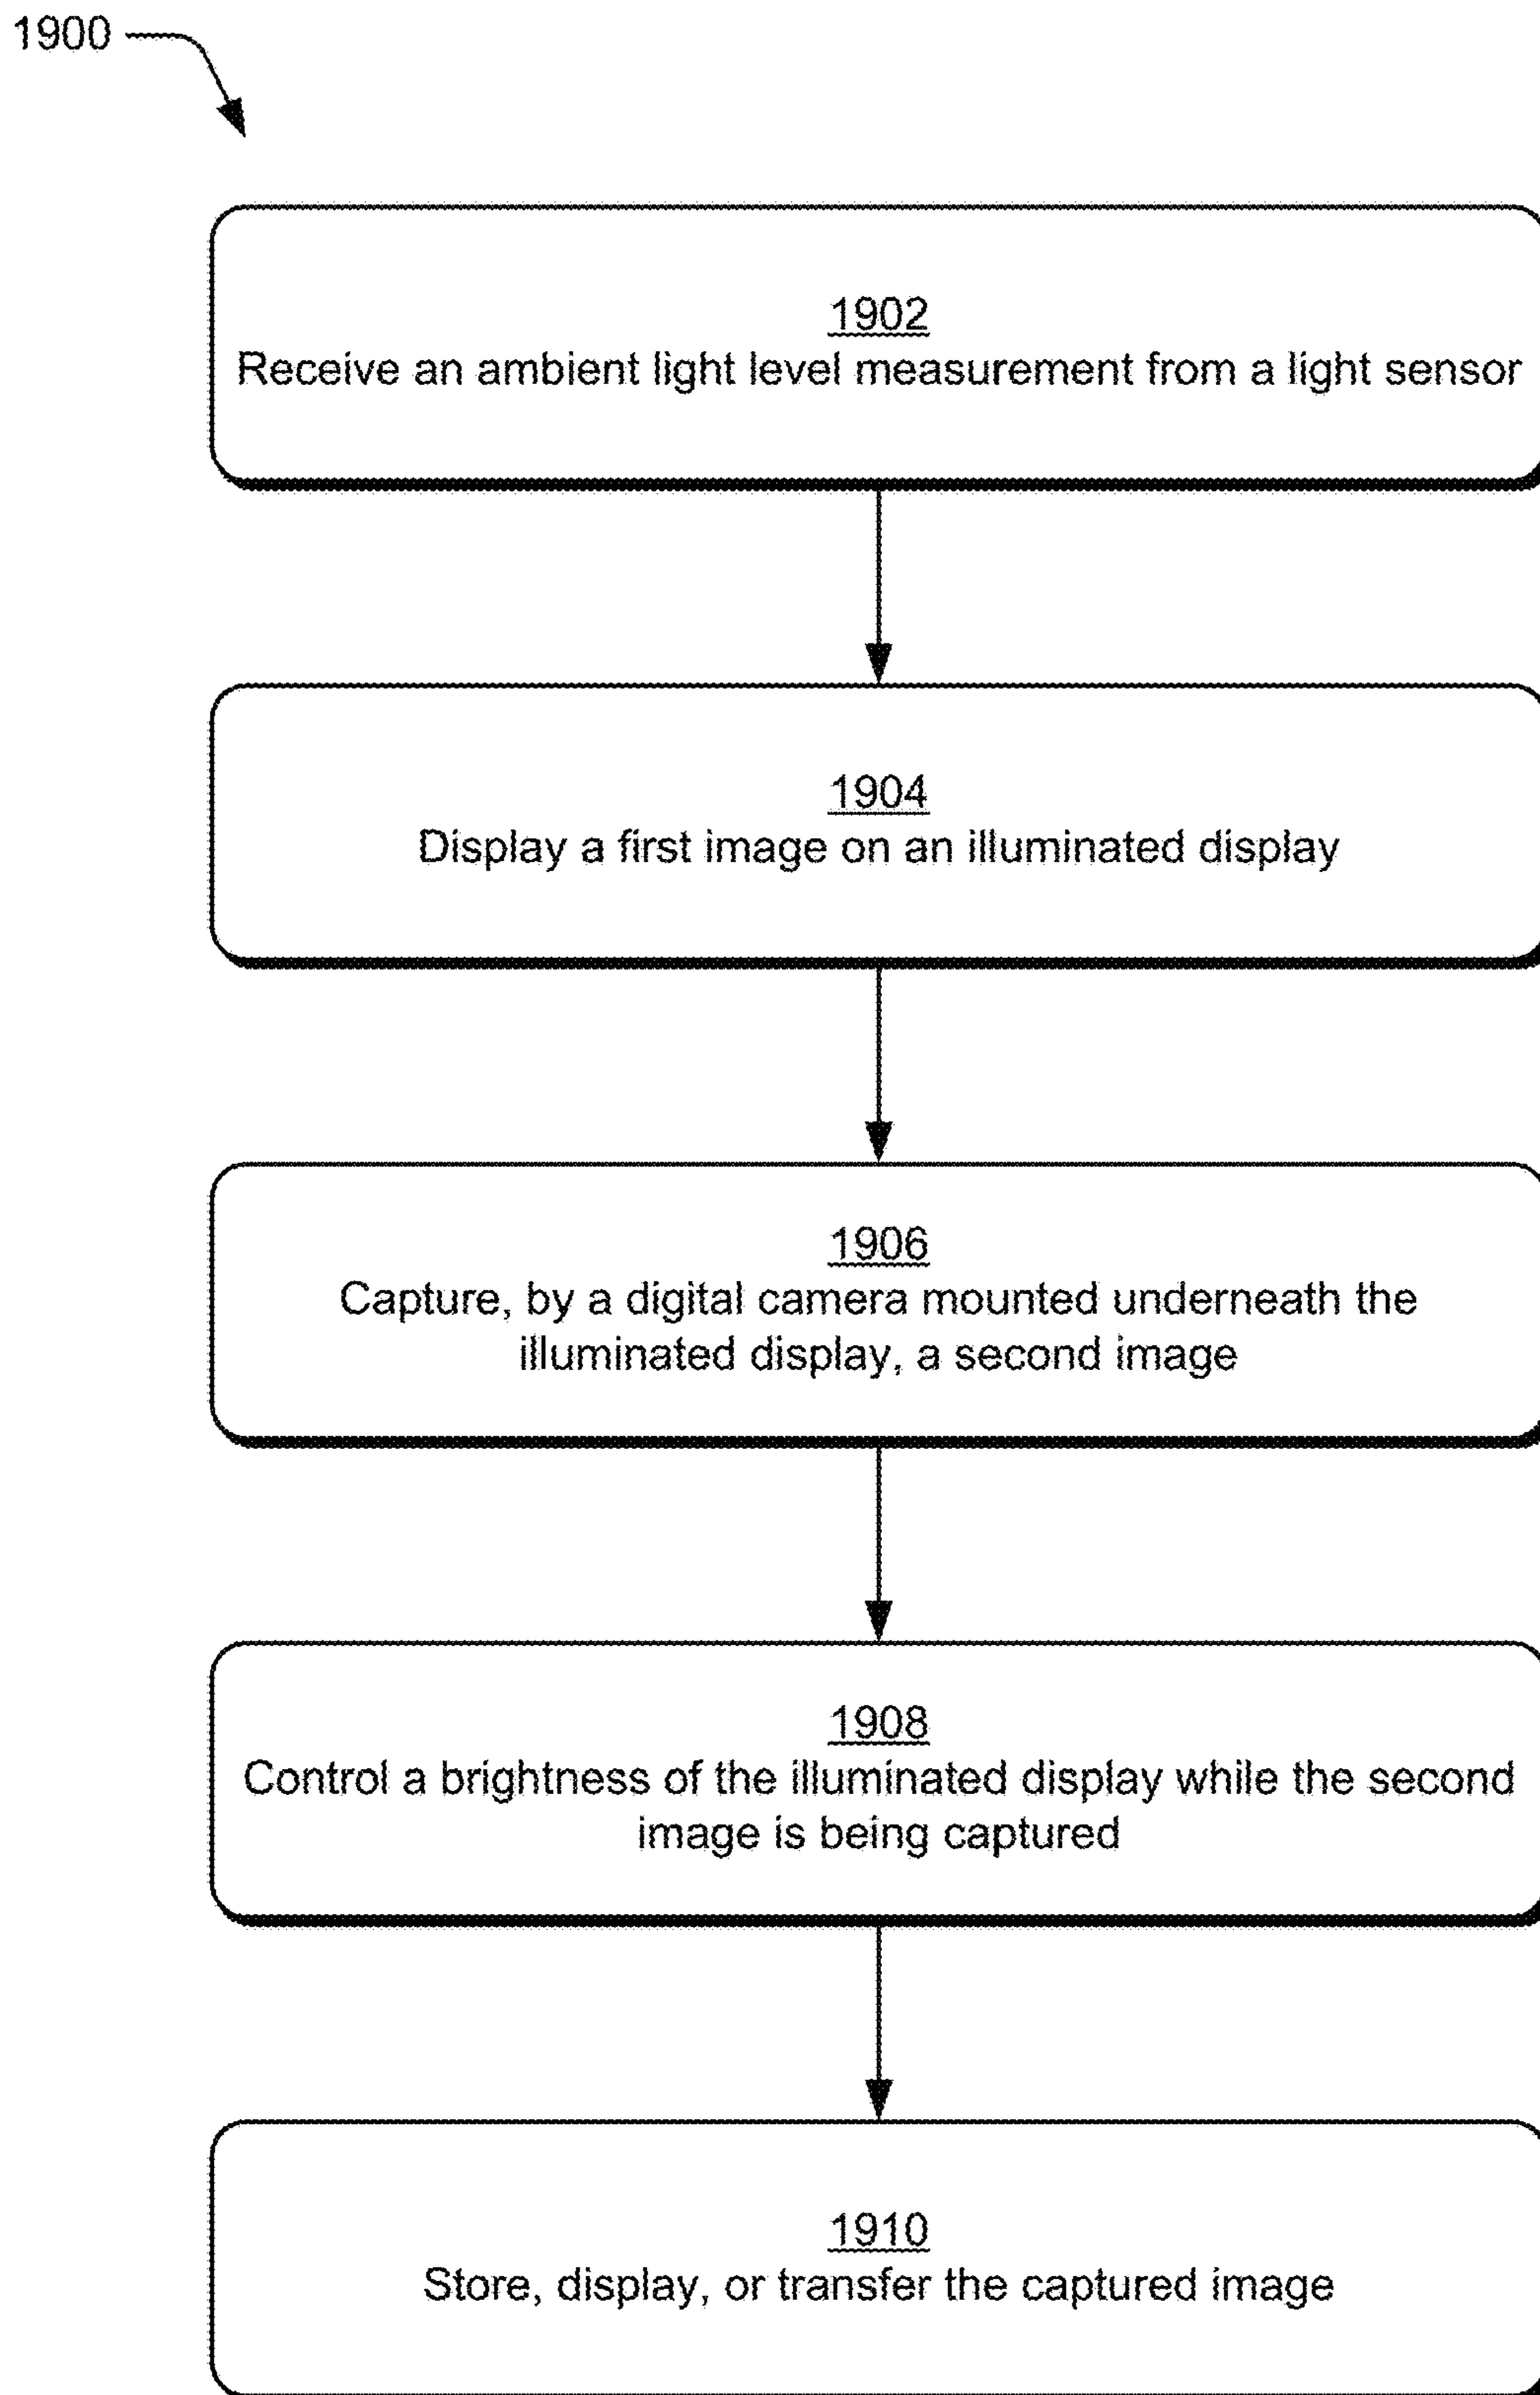 1900
1902
Receive an ambient light level measurement from a light sensor
1904
Display a first image on an illuminated display
1906
Capture, by a digital camera mounted underneath the
illuminated display, a second image
1908
Control a brightness of the illuminated display while the second
image is being captured
1910
Store, display, or transfer the captured image